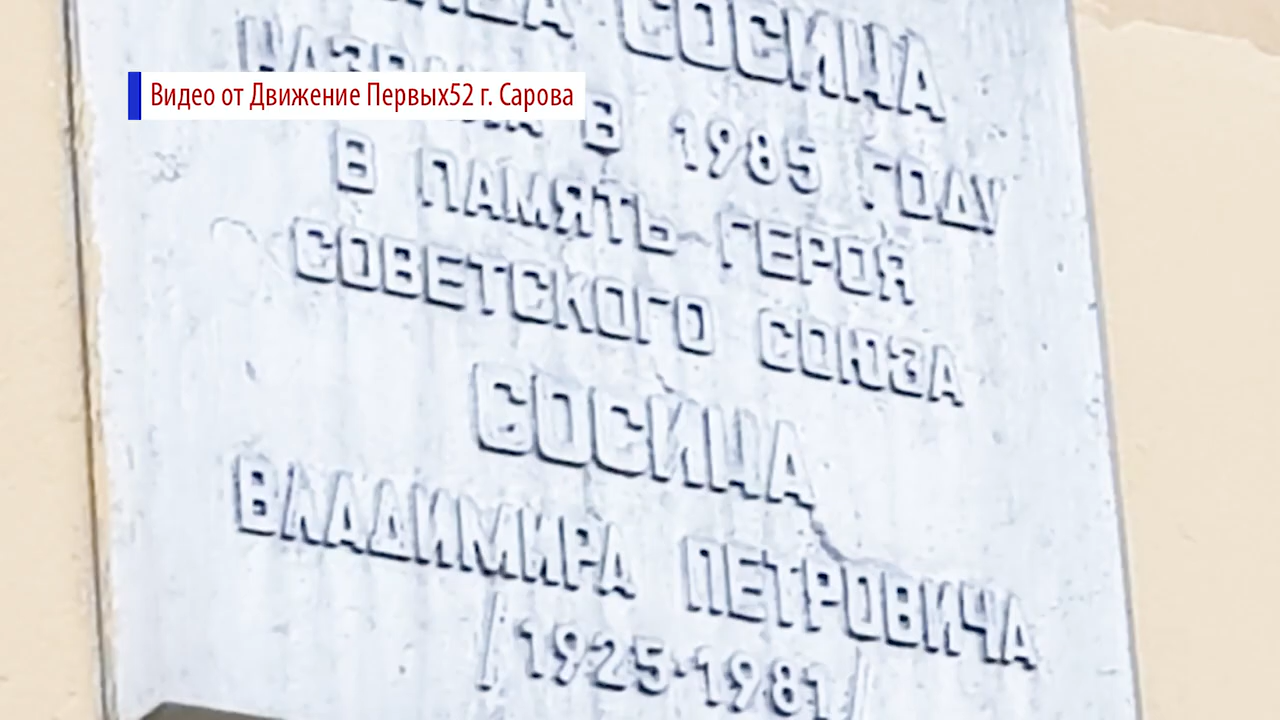 СОСИНА
Видео от Движение Первых52 г. Сарова
В 1985 ГОДУ
В ПАМЯТЬ ГЕРОЯ
СОВЕТСКОГО СОЮЗА
СОСИНА
ВЛАДИМИРА ПЕТРОВИЧА
/1925-1981/